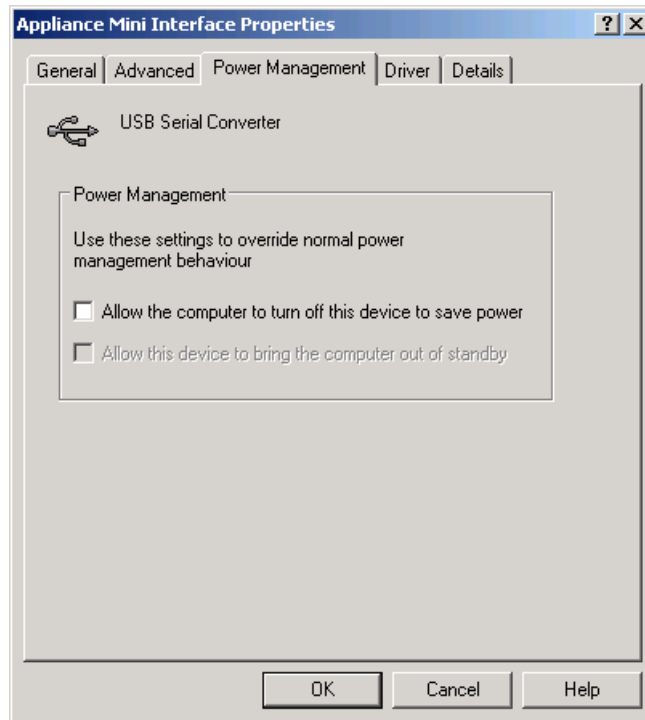 Appliance Mini Interface Properties
General Advanced Power Management Driver Details
USB Serial Converter
Power Management
Use these settings to override normal power
management behaviour
Allow the computer to turn off this device to save power
Allow this device to bring the computer out of standby
OK Cancel Help